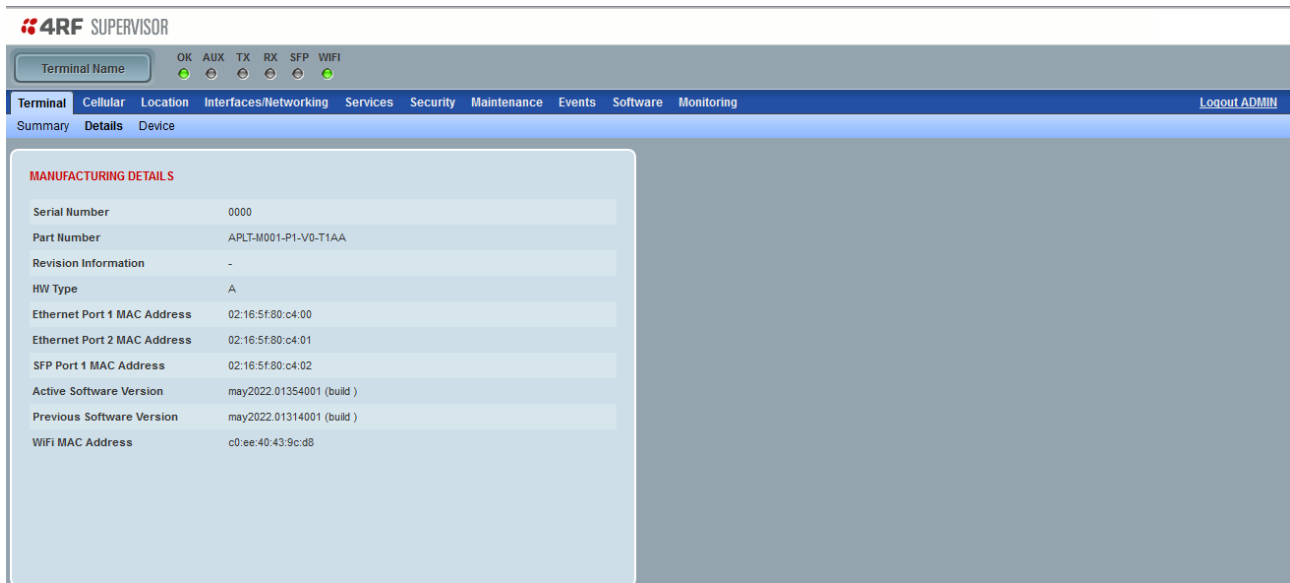 4RF SUPERVISOR
OK AUX TX RX SFP WIFI
Terminal Name
Terminal Cellular Location Interfaces/Networking Services Security Maintenance Events Software Monitoring Logout ADMIN
Summary Details Device
MANUFACTURING DETAILS
Serial Number 0000
Part Number APLT-M001-P1-V0-T1AA
Revision Information -
HW Type A
Ethernet Port 1 MAC Address 02:16:5f:80:c4:00
Ethernet Port 2 MAC Address 02:16:5f:80:c4:01
SFP Port 1 MAC Address 02:16:5f:80:c4:02
Active Software Version may2022.01354001 (build )
Previous Software Version may2022.01314001 (build )
WiFi MAC Address c0:ee:40:43:9c:d8